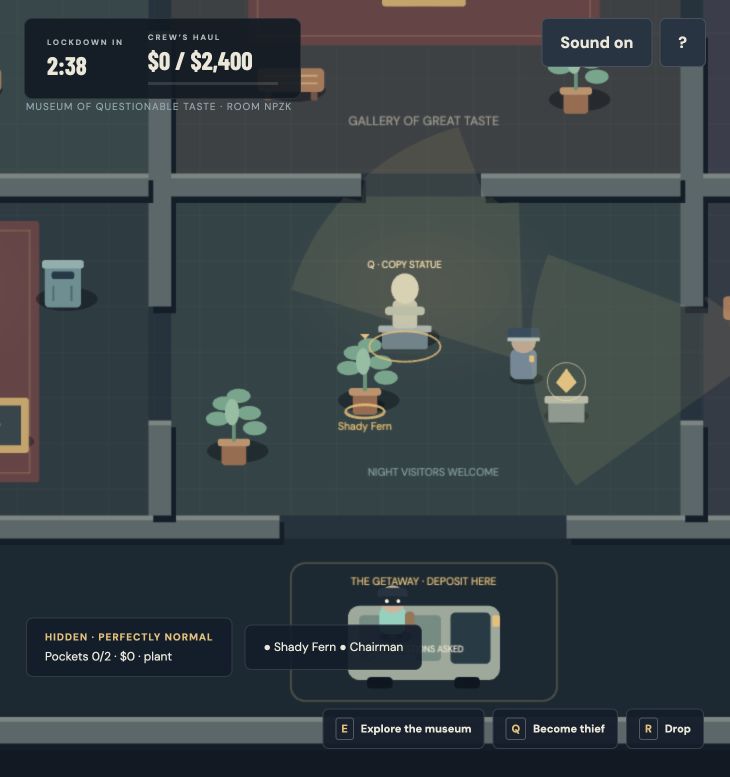 LOCKDOWN IN
2:38
CREW'S HAUL
$0 / $2,400
Sound on
?
MUSEUM OF QUESTIONABLE TASTE · ROOM NPZK
GALLERY OF GREAT TASTE
Q · COPY STATUE
Shady Fern
NIGHT VISITORS WELCOME
THE GETAWAY · DEPOSIT HERE
HIDDEN · PERFECTLY NORMAL
Pockets 0/2 · $0 · plant
● Shady Fern ● Chairman
ASKED
E Explore the museum
Q Become thief
R Drop